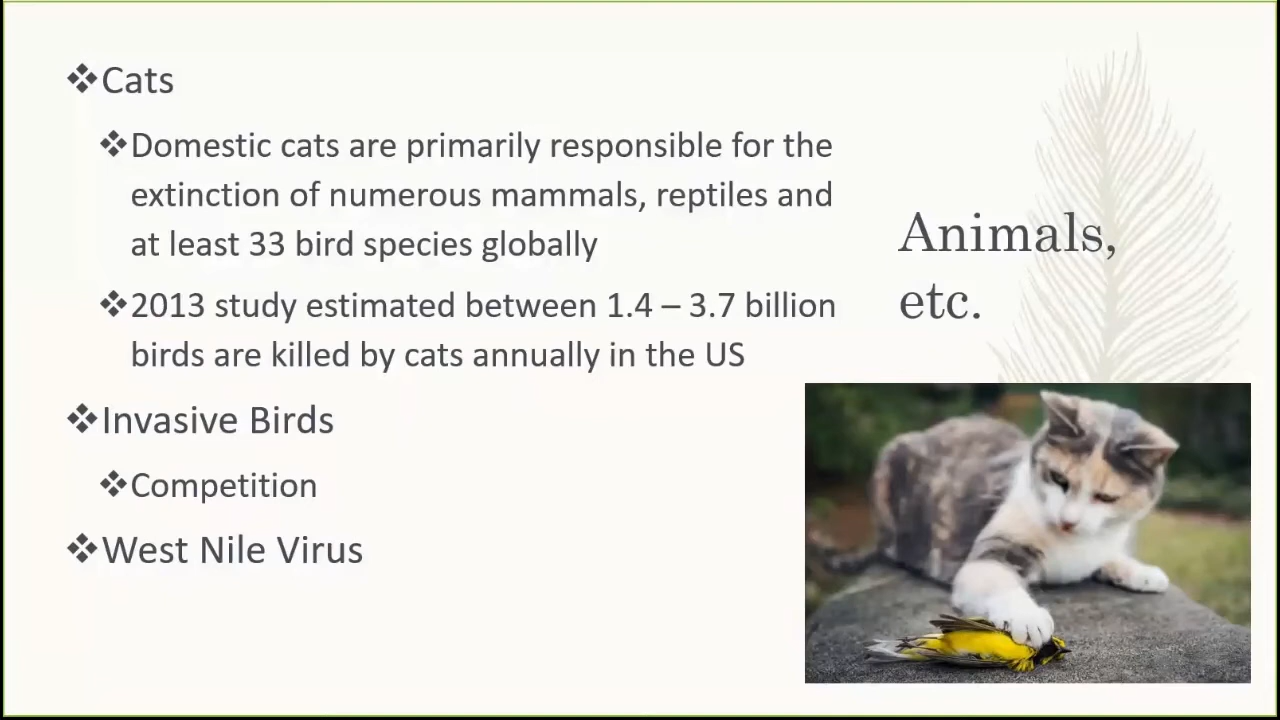 ❖Cats
❖Domestic cats are primarily responsible for the
extinction of numerous mammals, reptiles and
at least 33 bird species globally
❖2013 study estimated between 1.4 – 3.7 billion
birds are killed by cats annually in the US
❖Invasive Birds
❖Competition
❖West Nile Virus
Animals,
etc.